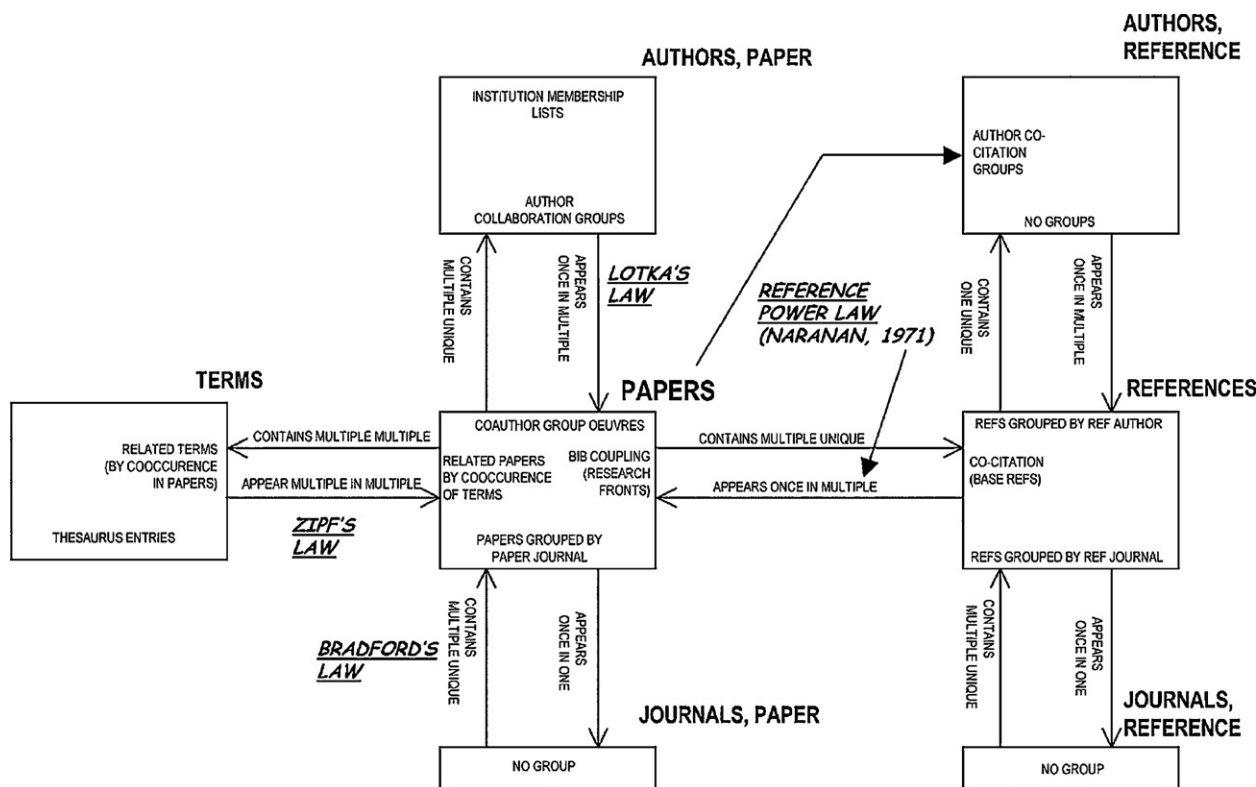 AUTHORS,
REFERENCE
AUTHORS, PAPER
INSTITUTION MEMBERSHIP
LISTS
AUTHOR
COLLABORATION GROUPS
AUTHOR CO-
CITATION
GROUPS
NO GROUPS
CONTAINS
MULTIPLE UNIQUE
APPEARS
ONCE IN MULTIPLE
LOTKA'S
LAW
REFERENCE
POWER LAW
(NARANAN, 1971)
CONTAINS
ONE UNIQUE
APPEARS
ONCE IN MULTIPLE
TERMS
PAPERS
REFERENCES
RELATED TERMS
(BY COOCCURENCE
IN PAPERS)
THESAURUS ENTRIES
CONTAINS MULTIPLE MULTIPLE
APPEAR MULTIPLE IN MULTIPLE
ZIPF'S
LAW
COAUTHOR GROUP OEUVRES
RELATED PAPERS
BY COOCCURENCE
OF TERMS
BIB COUPLING
(RESEARCH
FRONTS)
PAPERS GROUPED BY
PAPER JOURNAL
CONTAINS MULTIPLE UNIQUE
APPEARS ONCE IN MULTIPLE
REFS GROUPED BY REF AUTHOR
CO-CITATION
(BASE REFS)
REFS GROUPED BY REF JOURNAL
BRADFORD'S
LAW
CONTAINS
MULTIPLE UNIQUE
APPEARS
ONCE IN ONE
CONTAINS
MULTIPLE UNIQUE
APPEARS
ONCE IN ONE
JOURNALS, PAPER
JOURNALS,
REFERENCE
NO GROUP
NO GROUP